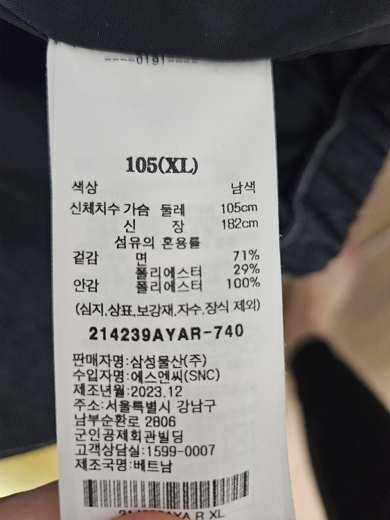 ----0191----
105(XL)
색상 남색
신체치수 가슴 둘레 105cm
신 장 182cm
섬유의 혼용률
겉감 면 71%
폴리에스터 29%
안감 폴리에스터 100%
(심지,상표,보강재,자수,장식 제외)
214239AYAR-740
판매자명:삼성물산(주)
수입자명:에스엔씨(SNC)
제조년월:2023.12
주소:서울특별시 강남구
남부순환로 2806
군인공제회관빌딩
고객상담실:1599-0007
제조국명:베트남